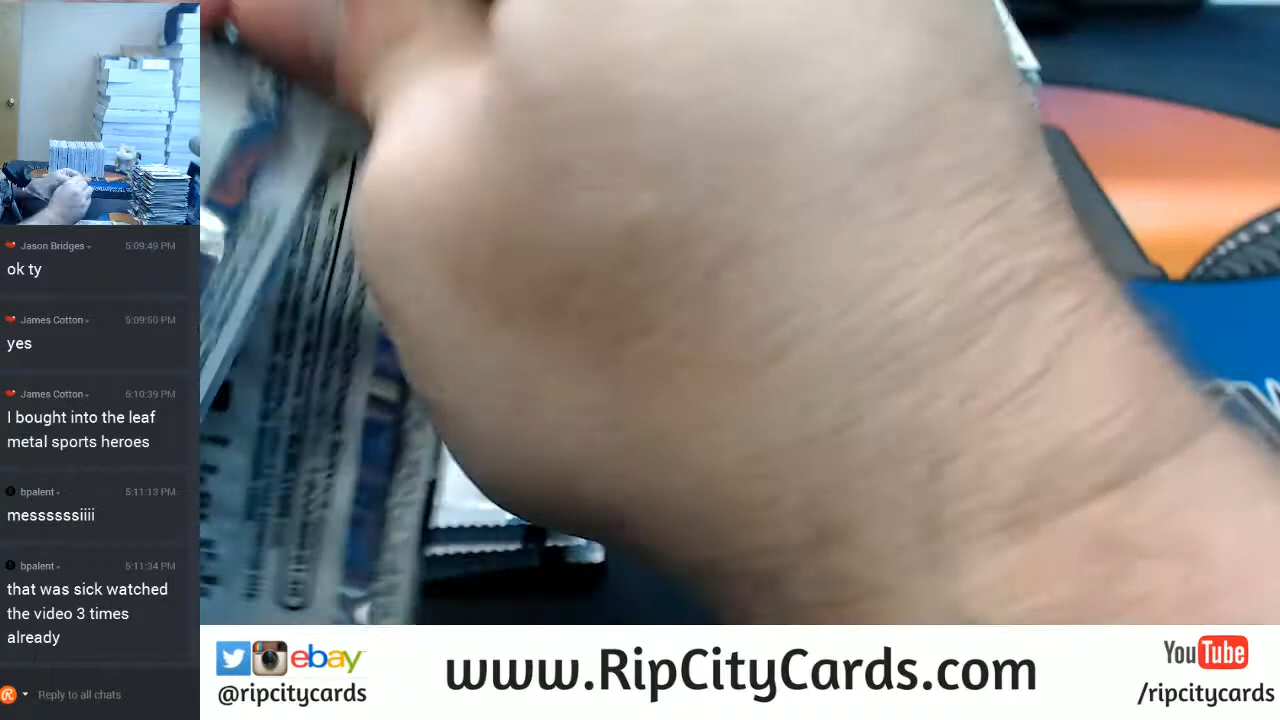 Jason Bridges 5:09:49 PM
ok ty
James Cotton 5:09:50 PM
yes
James Cotton 5:10:39 PM
I bought into the leaf
metal sports heroes
bpalent 5:11:13 PM
messssssiiii
bpalent 5:11:34 PM
that was sick watched
the video 3 times
already
Reply to all chats
ebay
@ripcitycards
www.RipCityCards.com
YouTube
/ripcitycards